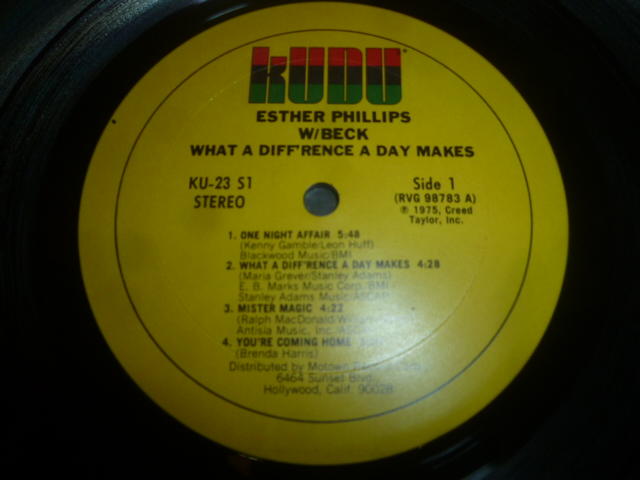 KUDU
ESTHER PHILLIPS
W/BECK
WHAT A DIFF'RENCE A DAY MAKES
KU-23 S1
STEREO
Side 1
(RVG 98783 A)
℗ 1975, Creed
Taylor, Inc.
1. ONE NIGHT AFFAIR 5:48
(Kenny Gamble/Leon Huff)
Blackwood Music/BMI
2. WHAT A DIFF'RENCE A DAY MAKES 4:28
(Maria Grever/Stanley Adams)
E. B. Marks Music Corp./BMI
Stanley Adams Music/ASCAP
3. MISTER MAGIC 4:22
(Ralph MacDonald/
Antisia Music, Inc./ASCAP
4. YOU'RE COMING HOME
(Brenda Harris)
Distributed by Motown
6464 Sunset Blvd.
Hollywood, Calif. 90028